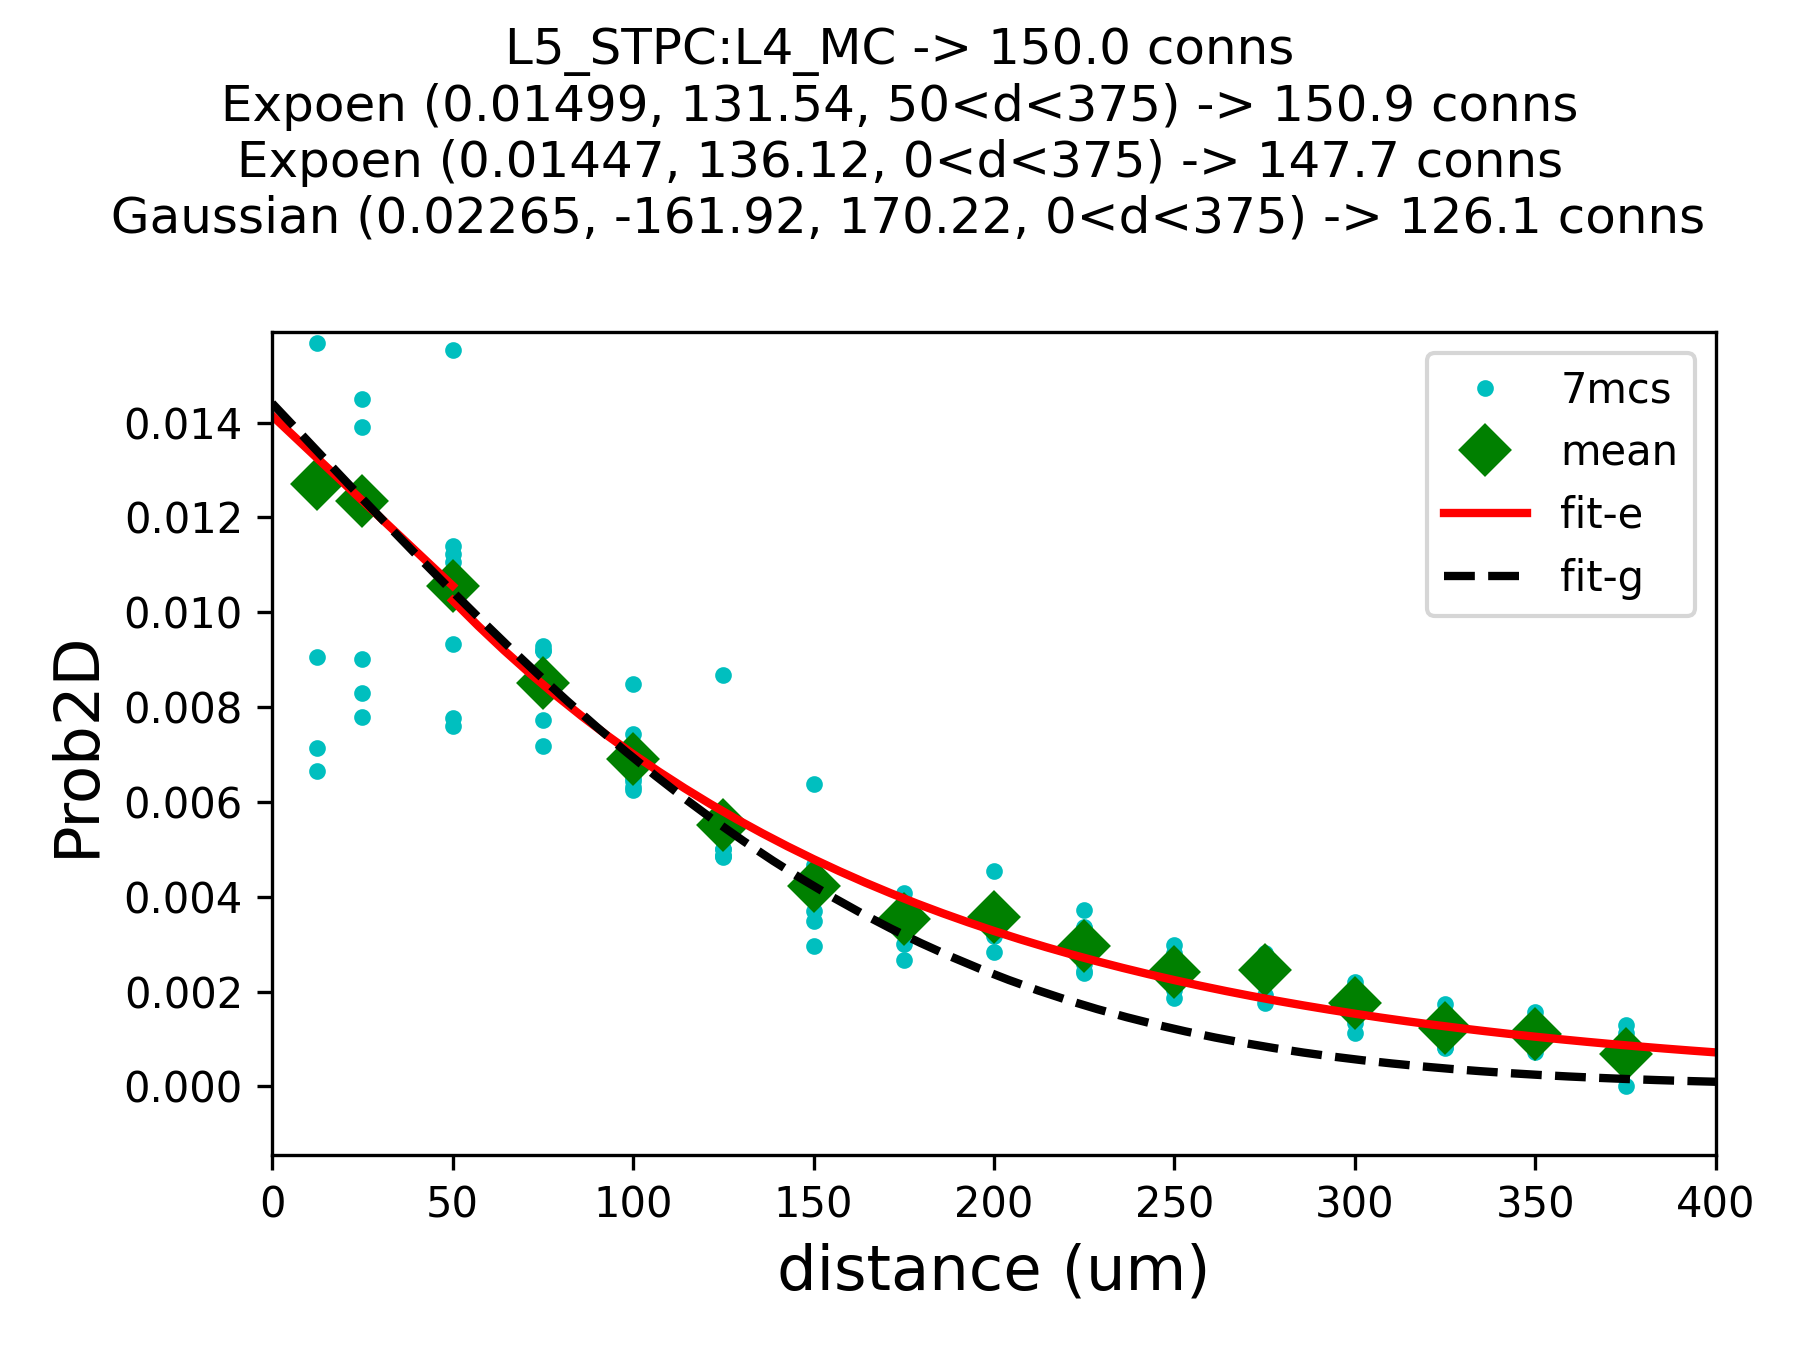 L5_STPC:L4_MC -> 150.0 conns
Expoen (0.01499, 131.54, 50<d<375) -> 150.9 conns
Expoen (0.01447, 136.12, 0<d<375) -> 147.7 conns
Gaussian (0.02265, -161.92, 170.22, 0<d<375) -> 126.1 conns
7mcs
mean
fit-e
fit-g
Prob2D
0.014
0.012
0.010
0.008
0.006
0.004
0.002
0.000
0 50 100 150 200 250 300 350 400
distance (um)